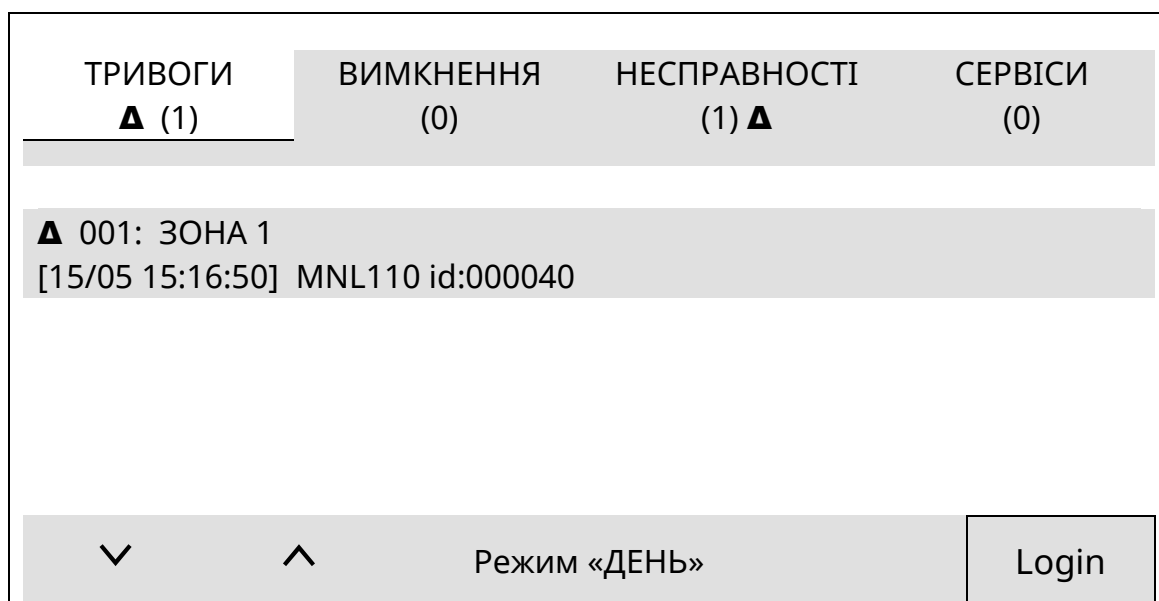 ТРИВОГИ ВИМКНЕННЯ НЕСПРАВНОСТІ СЕРВІСИ
Δ (1) (0) (1) Δ (0)
Δ 001: ЗОНА 1
[15/05 15:16:50] MNL110 id:000040
Режим «ДЕНЬ» Login